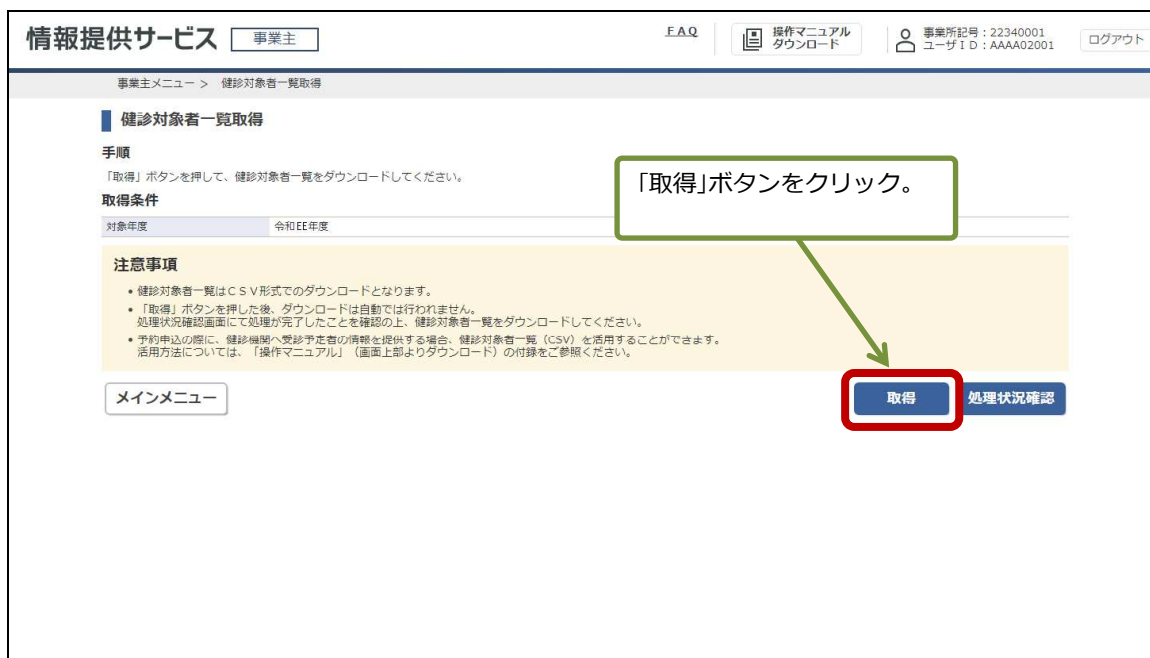 情報提供サービス 事業主
FAQ
操作マニュアル
ダウンロード
事業所記号：22340001
ユーザID：AAAA02001
ログアウト
事業主メニュー > 健診対象者一覧取得
健診対象者一覧取得
手順
「取得」ボタンを押して、健診対象者一覧をダウンロードしてください。
取得条件
対象年度 令和EE年度
「取得」ボタンをクリック。
注意事項
• 健診対象者一覧はＣＳＶ形式でのダウンロードとなります。
• 「取得」ボタンを押した後、ダウンロードは自動では行われません。
処理状況確認画面にて処理が完了したことを確認の上、健診対象者一覧をダウンロードしてください。
• 予約申込の際に、健診機関へ受診予定者の情報を提供する場合、健診対象者一覧（CSV）を活用することができます。
活用方法については、「操作マニュアル」（画面上部よりダウンロード）の付録をご参照ください。
メインメニュー
取得
処理状況確認